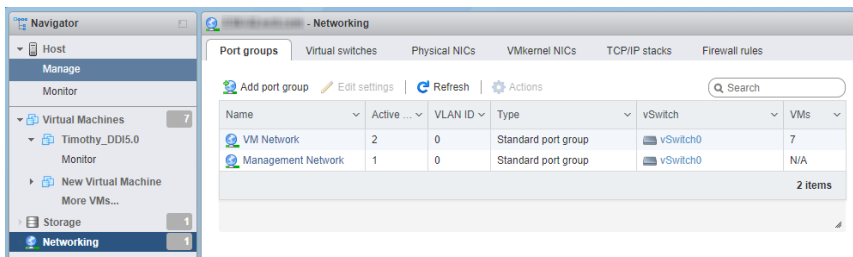 Navigator
Host
Manage
Monitor
Virtual Machines 7
Timothy_DDI5.0
Monitor
New Virtual Machine
More VMs...
Storage 1
Networking 1
- Networking
Port groups Virtual switches Physical NICs VMkernel NICs TCP/IP stacks Firewall rules
Add port group Edit settings Refresh Actions Search
Name Active ... VLAN ID Type vSwitch VMs
VM Network 2 0 Standard port group vSwitch0 7
Management Network 1 0 Standard port group vSwitch0 N/A
2 items